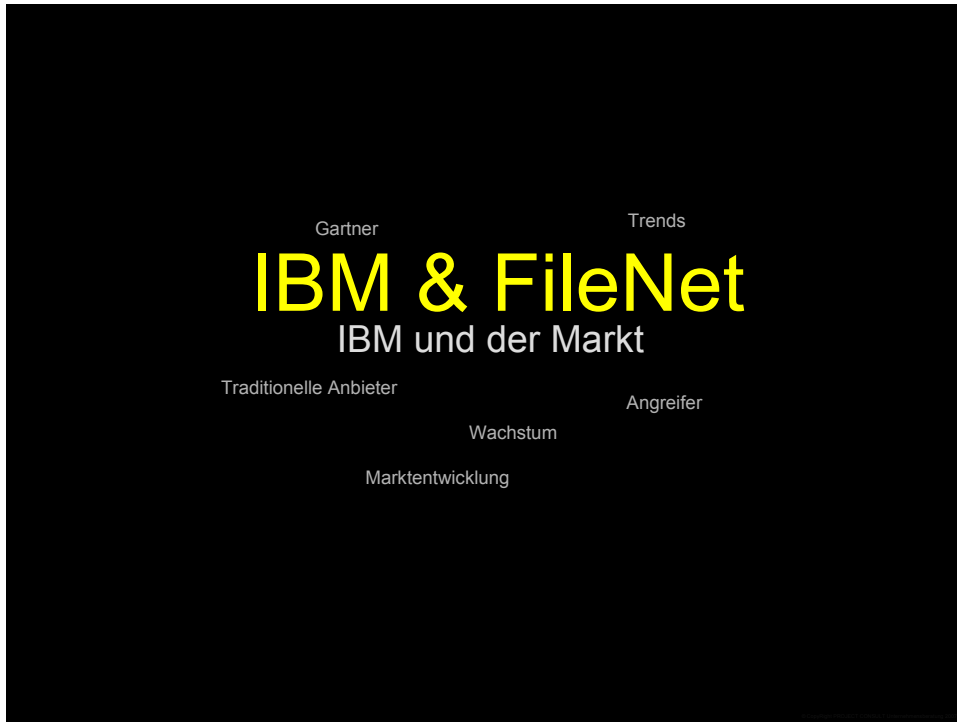 Gartner
Trends
IBM & FileNet
IBM und der Markt
Traditionelle Anbieter
Angreifer
Wachstum
Marktentwicklung